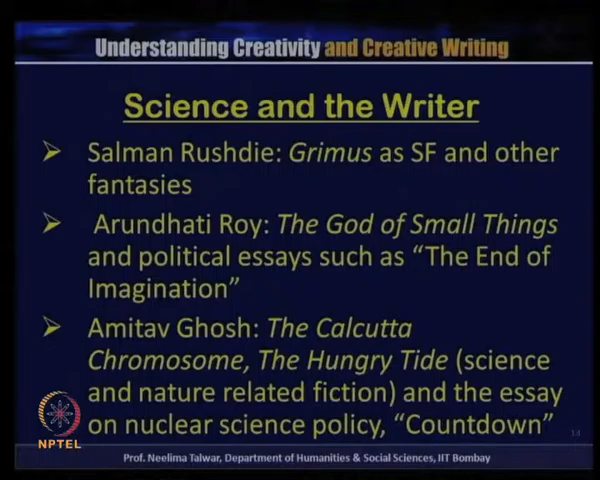 Understanding Creativity and Creative Writing
Science and the Writer
Salman Rushdie: Grimus as SF and other
fantasies
Arundhati Roy: The God of Small Things
and political essays such as “The End of
Imagination”
Amitav Ghosh: The Calcutta
Chromosome, The Hungry Tide (science
and nature related fiction) and the essay
on nuclear science policy, “Countdown”
NPTEL
14
Prof. Neelima Talwar, Department of Humanities & Social Sciences, IIT Bombay